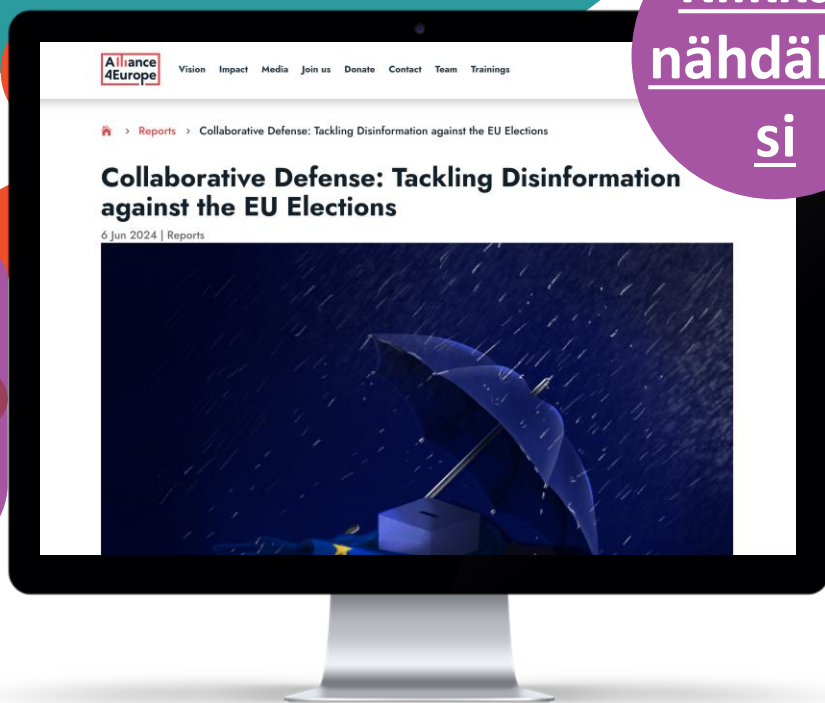 nähdäk
si
Alliance
4Europe
Vision Impact Media Join us Donate Contact Team Trainings
> Reports > Collaborative Defense: Tackling Disinformation against the EU Elections
Collaborative Defense: Tackling Disinformation
against the EU Elections
6 Jun 2024 | Reports